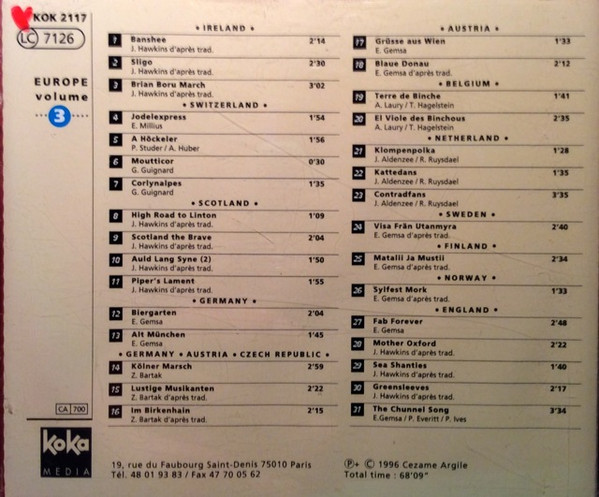 KOK 2117
LC 7126
EUROPE
volume
3
• IRELAND •
1 Banshee 2'14
J. Hawkins d'après trad.
2 Sligo 2'30
J. Hawkins d'après trad.
3 Brian Boru March 3'02
J. Hawkins d'après trad.
• SWITZERLAND •
4 Jodelexpress 1'54
E. Millius
5 A Höckeler 1'56
P. Studer / A. Huber
6 Moutticor 0'30
G. Guignard
7 Corlynalpes 1'35
G. Guignard
• SCOTLAND •
8 High Road to Linton 1'09
J. Hawkins d'après trad.
9 Scotland the Brave 2'04
J. Hawkins d'après trad.
10 Auld Lang Syne (2) 1'50
J. Hawkins d'après trad.
11 Piper's Lament 1'55
J. Hawkins d'après trad.
• GERMANY •
12 Biergarten 2'04
E. Gemsa
13 Alt München 1'45
E. Gemsa
• GERMANY • AUSTRIA • CZECH REPUBLIC •
14 Kölner Marsch 2'59
Z. Bartak
15 Lustige Musikanten 2'22
Z. Bartak d'après trad.
16 Im Birkenhain 2'15
Z. Bartak d'après trad.
• AUSTRIA •
17 Grüsse aus Wien 1'33
E. Gemsa
18 Blaue Donau 2'12
E. Gemsa d'après trad.
• BELGIUM •
19 Terre de Binche 1'41
A. Laury / T. Hagelstein
20 El Viole des Binchous 2'35
A. Laury / T. Hagelstein
• NETHERLAND •
21 Klompenpolka 1'28
J. Aldenzee / R. Ruysdael
22 Kattedans 1'35
J. Aldenzee / R. Ruysdael
23 Contradfans 3'35
J. Aldenzee / R. Ruysdael
• SWEDEN •
24 Visa Från Utanmyra 2'40
E. Gemsa d'après trad.
• FINLAND •
25 Matalii Ja Mustii 2'34
E. Gemsa d'après trad.
• NORWAY •
26 Sylfest Mork 1'33
E. Gemsa d'après trad.
• ENGLAND •
27 Fab Forever 2'48
E. Gemsa
28 Mother Oxford 2'22
J. Hawkins d'après trad.
29 Sea Shanties 1'40
J. Hawkins d'après trad.
30 Greensleeves 2'17
J. Hawkins d'après trad.
31 The Chunnel Song 3'34
E.Gemsa / P. Everitt / P. Ives
CA 700
KOKA
MEDIA
19, rue du Faubourg Saint-Denis 75010 Paris
Tél. 48 01 93 83 / Fax 47 70 05 62
℗+ © 1996 Cezame Argile
Total time : 68'09"